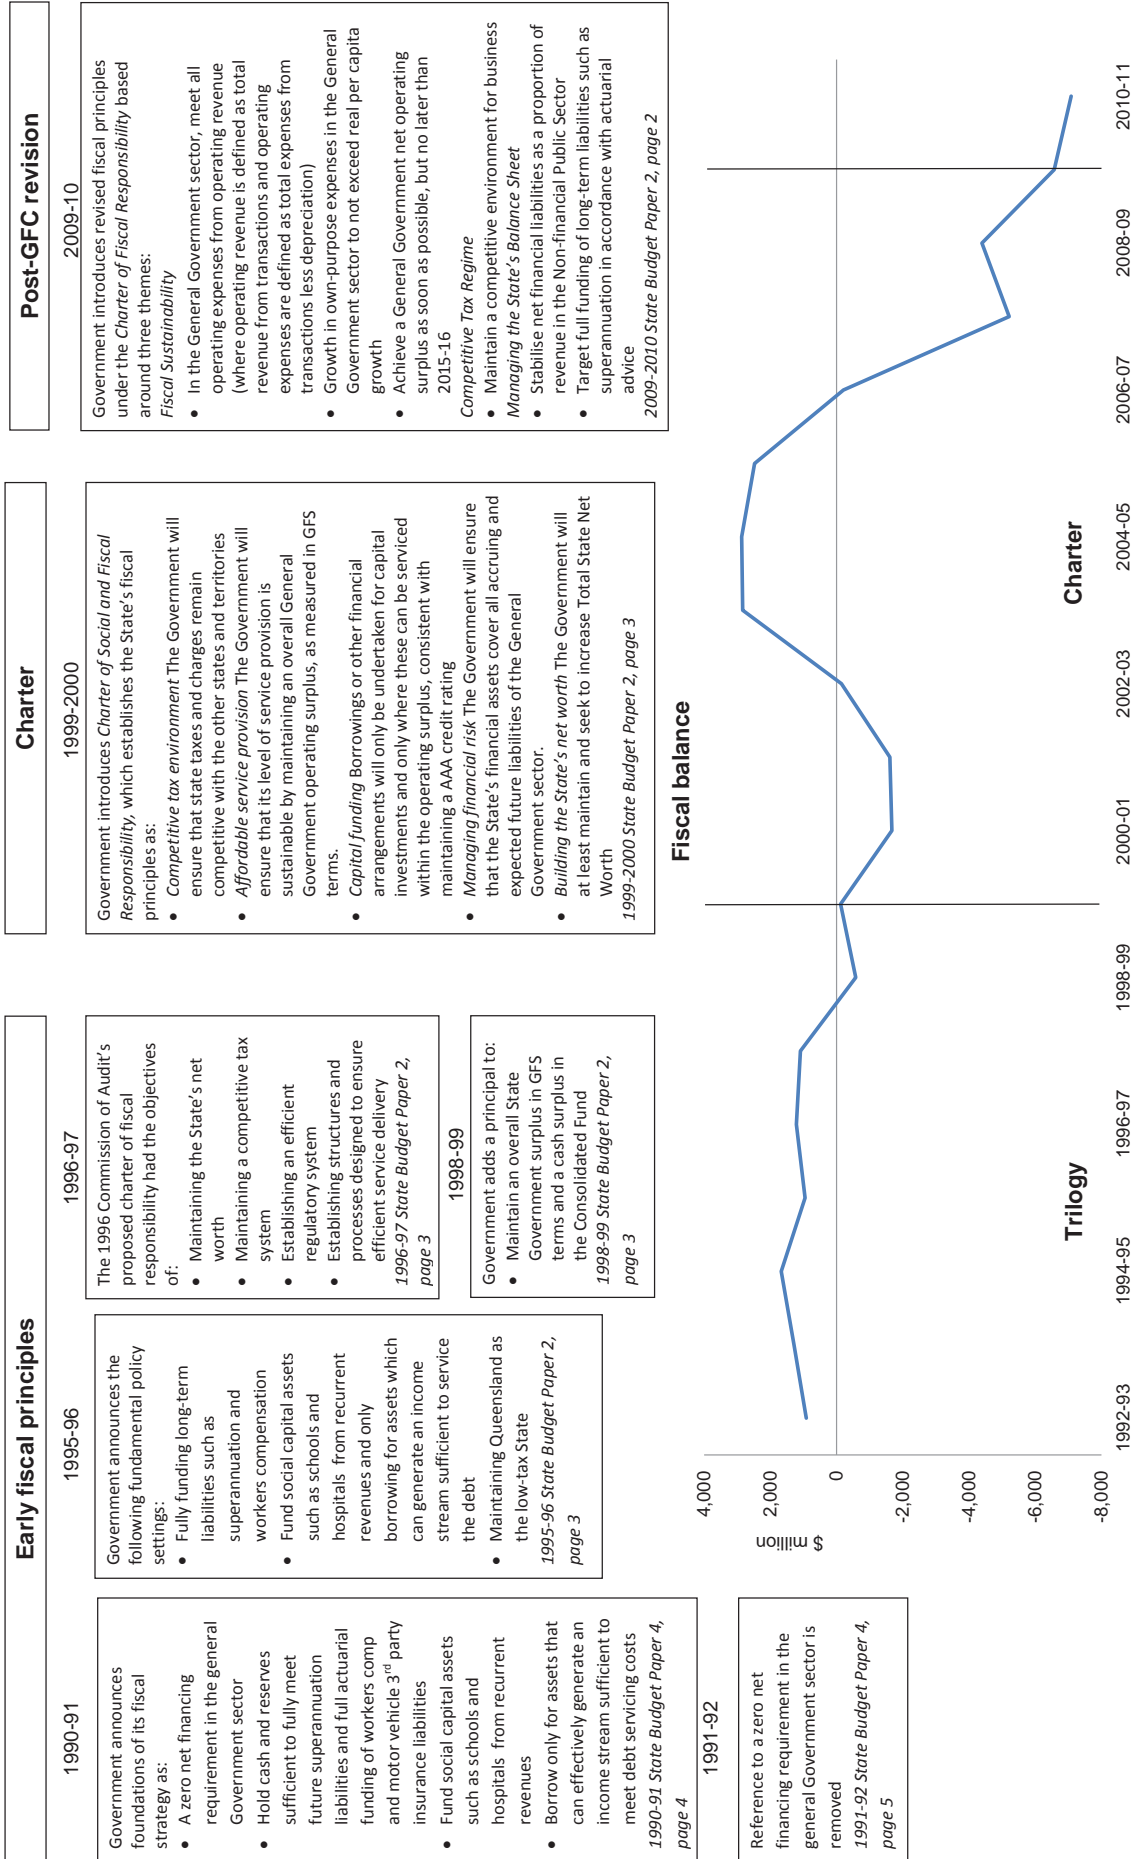 Early fiscal principles
1990-91
Government announces
foundations of its fiscal
strategy as:
• A zero net financing
requirement in the general
Government sector
• Hold cash and reserves
sufficient to fully meet
future superannuation
liabilities and full actuarial
funding of workers comp
and motor vehicle 3rd party
insurance liabilities
• Fund social capital assets
such as schools and
hospitals from recurrent
revenues
• Borrow only for assets that
can effectively generate an
income stream sufficient to
meet debt servicing costs
1990-91 State Budget Paper 4,
page 4
1991-92
Reference to a zero net
financing requirement in the
general Government sector is
removed
1991-92 State Budget Paper 4,
page 5
1995-96
Government announces the
following fundamental policy
settings:
• Fully funding long-term
liabilities such as
superannuation and
workers compensation
• Fund social capital assets
such as schools and
hospitals from recurrent
revenues and only
borrowing for assets which
can generate an income
stream sufficient to service
the debt
• Maintaining Queensland as
the low-tax State
1995-96 State Budget Paper 2,
page 3
1996-97
The 1996 Commission of Audit's
proposed charter of fiscal
responsibility had the objectives
of:
• Maintaining the State's net
worth
• Maintaining a competitive tax
system
• Establishing an efficient
regulatory system
• Establishing structures and
processes designed to ensure
efficient service delivery
1996-97 State Budget Paper 2,
page 3
1998-99
Government adds a principal to:
• Maintain an overall State
Government surplus in GFS
terms and a cash surplus in
the Consolidated Fund
1998-99 State Budget Paper 2,
page 3
Charter
1999-2000
Government introduces Charter of Social and Fiscal
Responsibility, which establishes the State's fiscal
principles as:
• Competitive tax environment The Government will
ensure that state taxes and charges remain
competitive with the other states and territories
• Affordable service provision The Government will
ensure that its level of service provision is
sustainable by maintaining an overall General
Government operating surplus, as measured in GFS
terms.
• Capital funding Borrowings or other financial
arrangements will only be undertaken for capital
investments and only where these can be serviced
within the operating surplus, consistent with
maintaining a AAA credit rating
• Managing financial risk The Government will ensure
that the State's financial assets cover all accruing and
expected future liabilities of the General
Government sector.
• Building the State's net worth The Government will
at least maintain and seek to increase Total State Net
Worth
1999-2000 State Budget Paper 2, page 3
Post-GFC revision
2009-10
Government introduces revised fiscal principles
under the Charter of Fiscal Responsibility based
around three themes:
Fiscal Sustainability
• In the General Government sector, meet all
operating expenses from operating revenue
(where operating revenue is defined as total
revenue from transactions and operating
expenses are defined as total expenses from
transactions less depreciation)
• Growth in own-purpose expenses in the General
Government sector to not exceed real per capita
growth
• Achieve a General Government net operating
surplus as soon as possible, but no later than
2015-16
Competitive Tax Regime
• Maintain a competitive environment for business
Managing the State's Balance Sheet
• Stabilise net financial liabilities as a proportion of
revenue in the Non-financial Public Sector
• Target full funding of long-term liabilities such as
superannuation in accordance with actuarial
advice
2009-2010 State Budget Paper 2, page 2
Fiscal balance
4,000
2,000
0
-2,000
-4,000
-6,000
-8,000
$ million
Trilogy
Charter
1992-93
1994-95
1996-97
1998-99
2000-01
2002-03
2004-05
2006-07
2008-09
2010-11